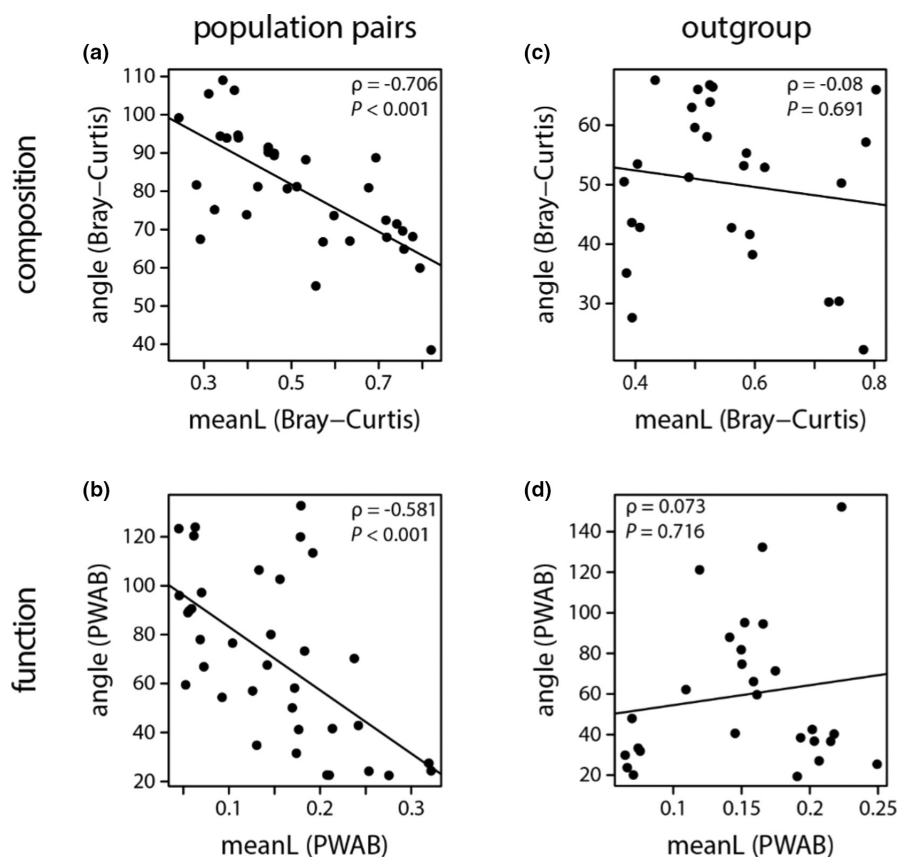 population pairs
outgroup
composition
function
(a)
ρ = -0.706
P < 0.001
angle (Bray–Curtis)
110
100
90
80
70
60
50
40
0.3
0.5
0.7
meanL (Bray–Curtis)
(c)
ρ = -0.08
P = 0.691
angle (Bray–Curtis)
60
50
40
30
0.4
0.6
0.8
meanL (Bray–Curtis)
(b)
ρ = -0.581
P < 0.001
angle (PWAB)
120
100
80
60
40
20
0.1
0.2
0.3
meanL (PWAB)
(d)
ρ = 0.073
P = 0.716
angle (PWAB)
140
100
80
60
40
20
0.1
0.15
0.2
0.25
meanL (PWAB)